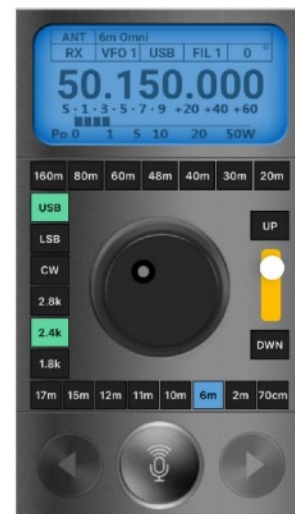 ANT 6m Omni
RX VFO 1 USB FIL 1 0 °
50.150.000
S · 1 · 3 · 5 · 7 · 9 +20 +40 +60
Po 0 1 5 10 20 50W
160m 80m 60m 48m 40m 30m 20m
USB
LSB
CW
2.8k
2.4k
1.8k
UP
DWN
17m 15m 12m 11m 10m 6m 2m 70cm